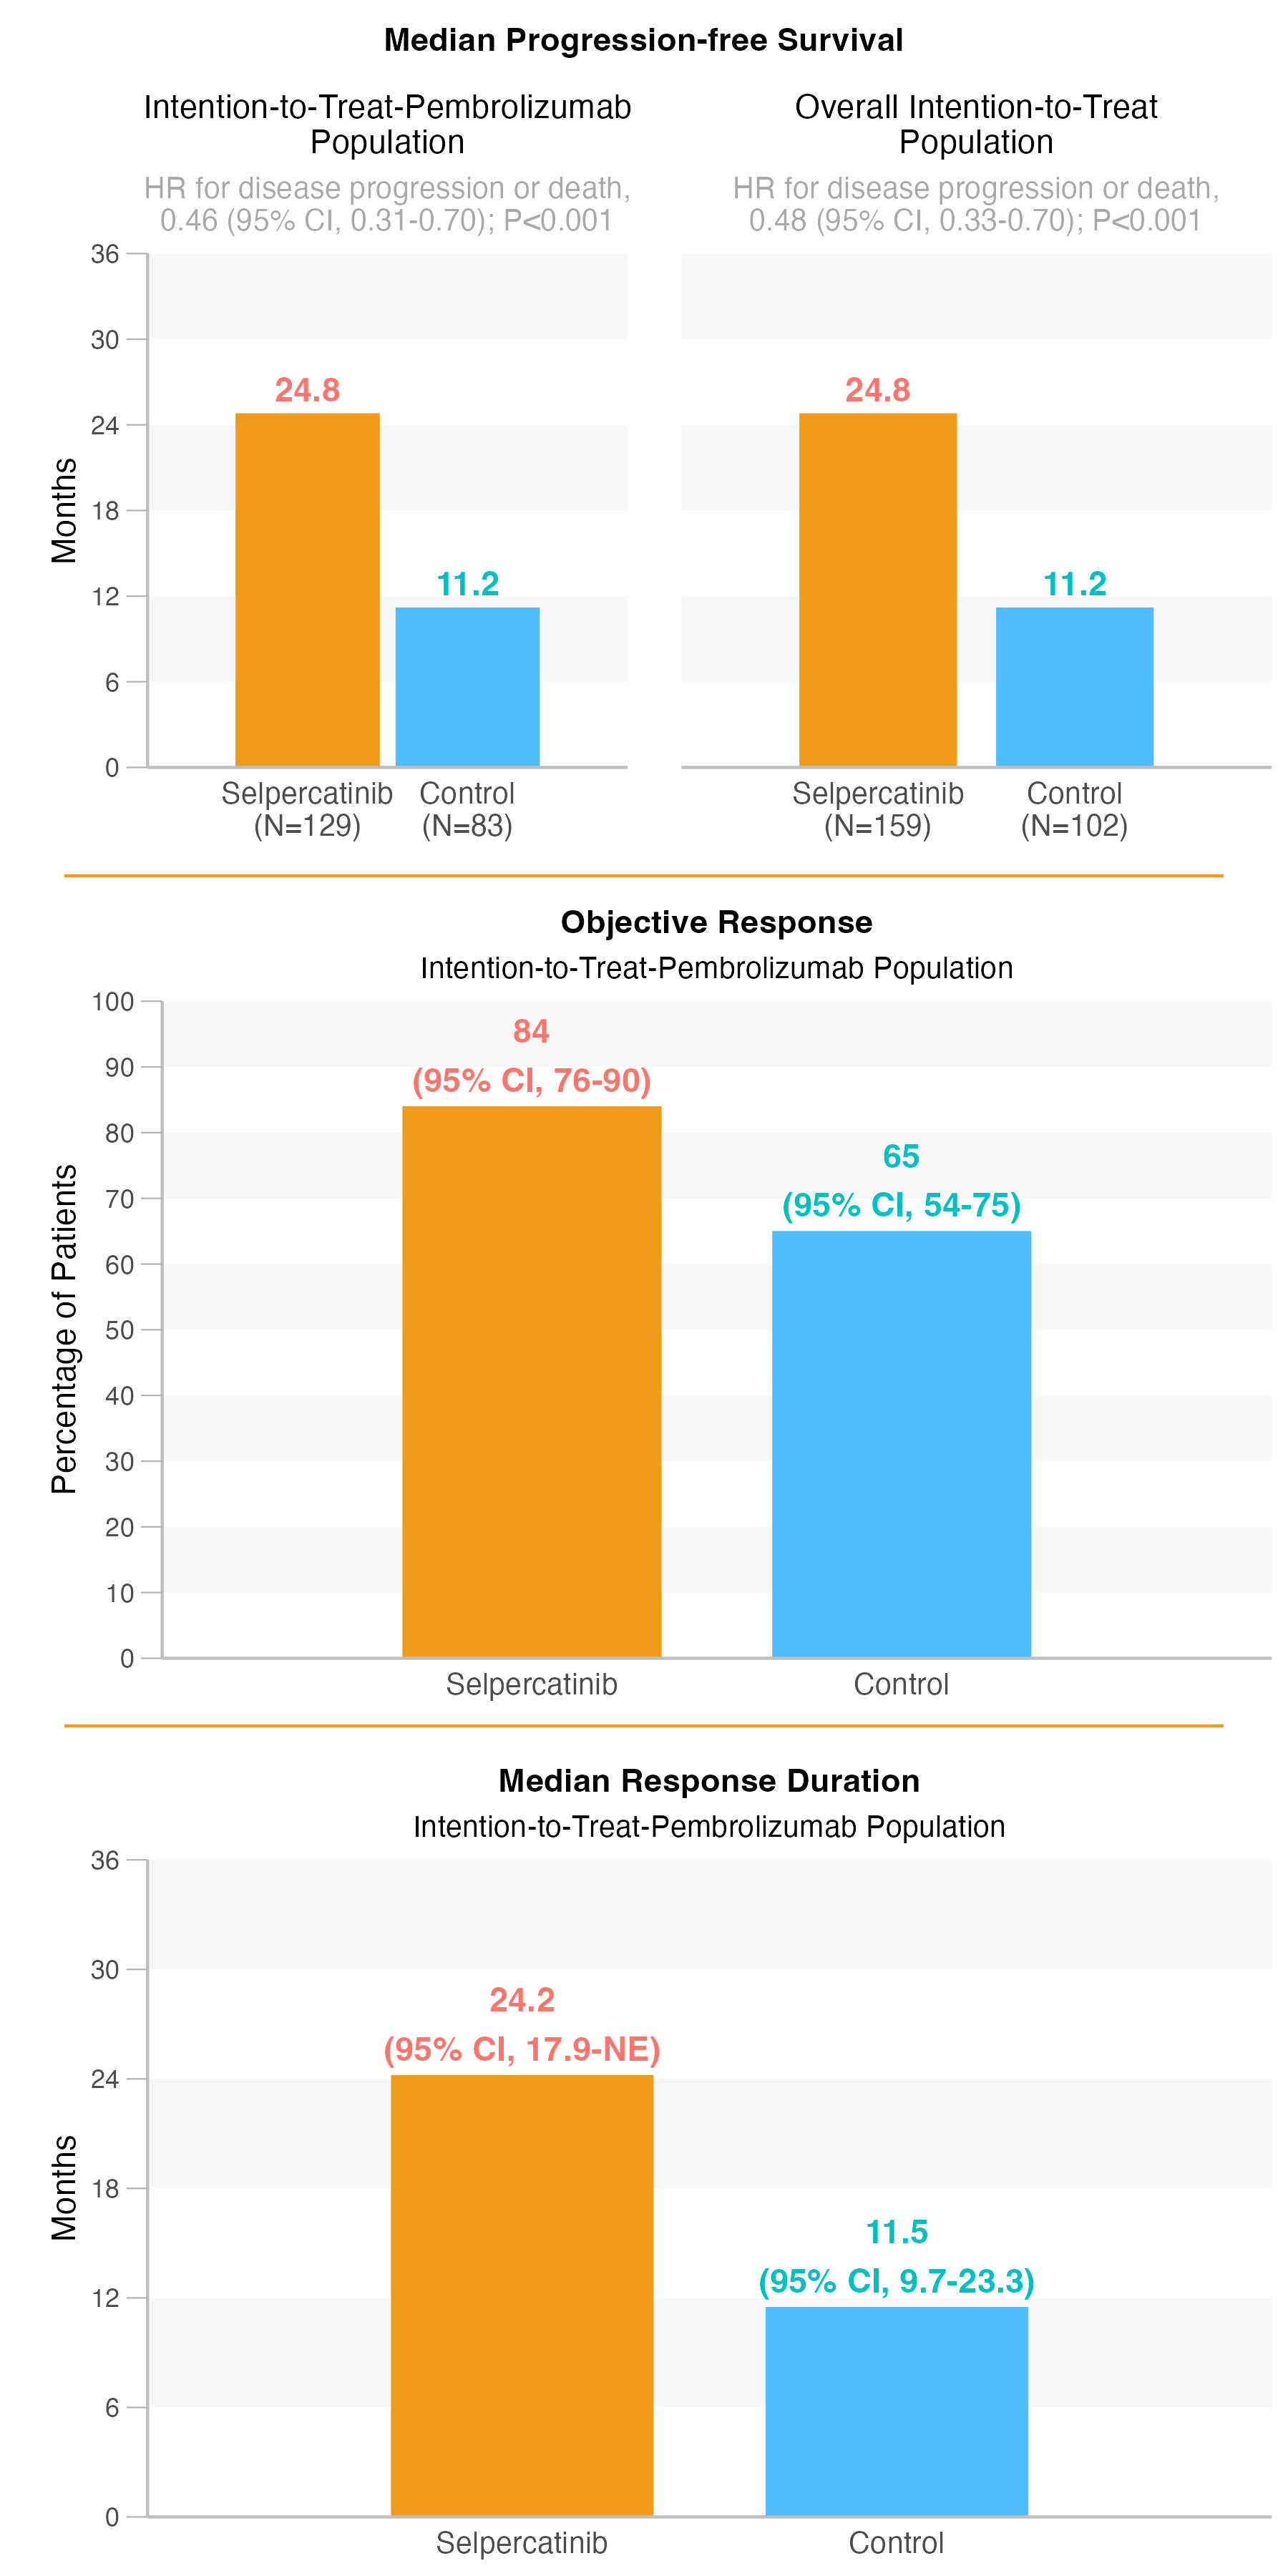 Median Progression-free Survival
Intention-to-Treat-Pembrolizumab
Population
HR for disease progression or death,
0.46 (95% CI, 0.31-0.70); P<0.001
Overall Intention-to-Treat
Population
HR for disease progression or death,
0.48 (95% CI, 0.33-0.70); P<0.001
Months
36
30
24
18
12
6
0
24.8
11.2
24.8
11.2
Selpercatinib
(N=129)
Control
(N=83)
Selpercatinib
(N=159)
Control
(N=102)
Objective Response
Intention-to-Treat-Pembrolizumab Population
Percentage of Patients
100
90
80
70
60
50
40
30
20
10
0
84
(95% CI, 76-90)
65
(95% CI, 54-75)
Selpercatinib
Control
Median Response Duration
Intention-to-Treat-Pembrolizumab Population
Months
36
30
24
18
12
6
0
24.2
(95% CI, 17.9-NE)
11.5
(95% CI, 9.7-23.3)
Selpercatinib
Control